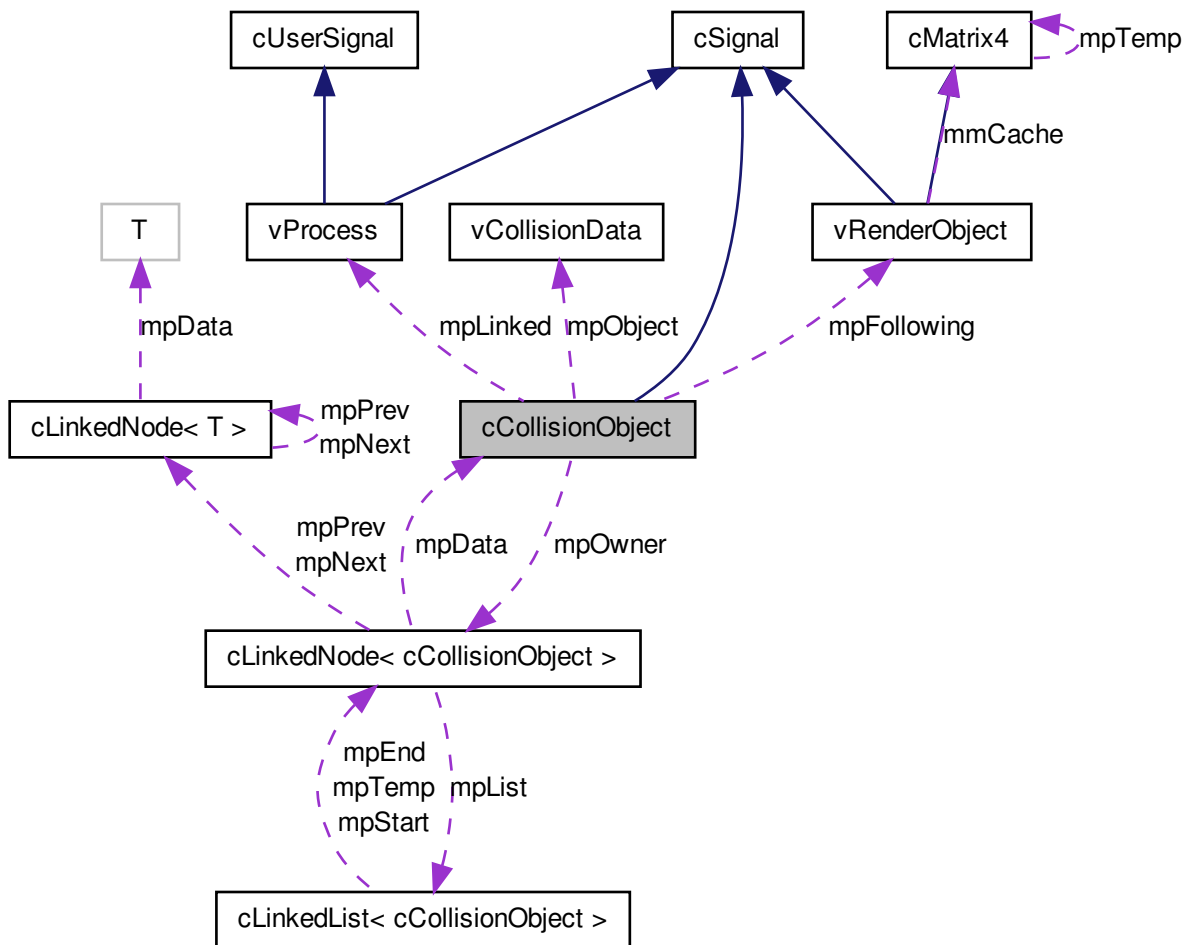 cUserSignal
cSignal
cMatrix4
mpTemp
mmCache
T
vProcess
vCollisionData
vRenderObject
mpData
mpLinked
mpObject
mpFollowing
cLinkedNode< T >
mpPrev
mpNext
cCollisionObject
mpPrev
mpNext
mpData
mpOwner
cLinkedNode< cCollisionObject >
mpEnd
mpTemp
mpStart
mpList
cLinkedList< cCollisionObject >